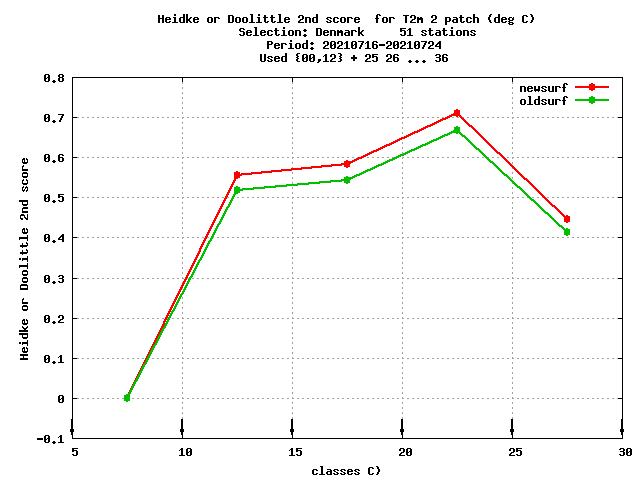 Heidke or Doolittle 2nd score  for T2m 2 patch (deg C)
Selection: Denmark     51 stations
Period: 20210716-20210724
Used {00,12} + 25 26 ... 36
newsurf
oldsurf
0.8
0.7
0.6
0.5
0.4
0.3
0.2
0.1
0
-0.1
Heidke or Doolittle 2nd score
5 10 15 20 25 30
classes C)